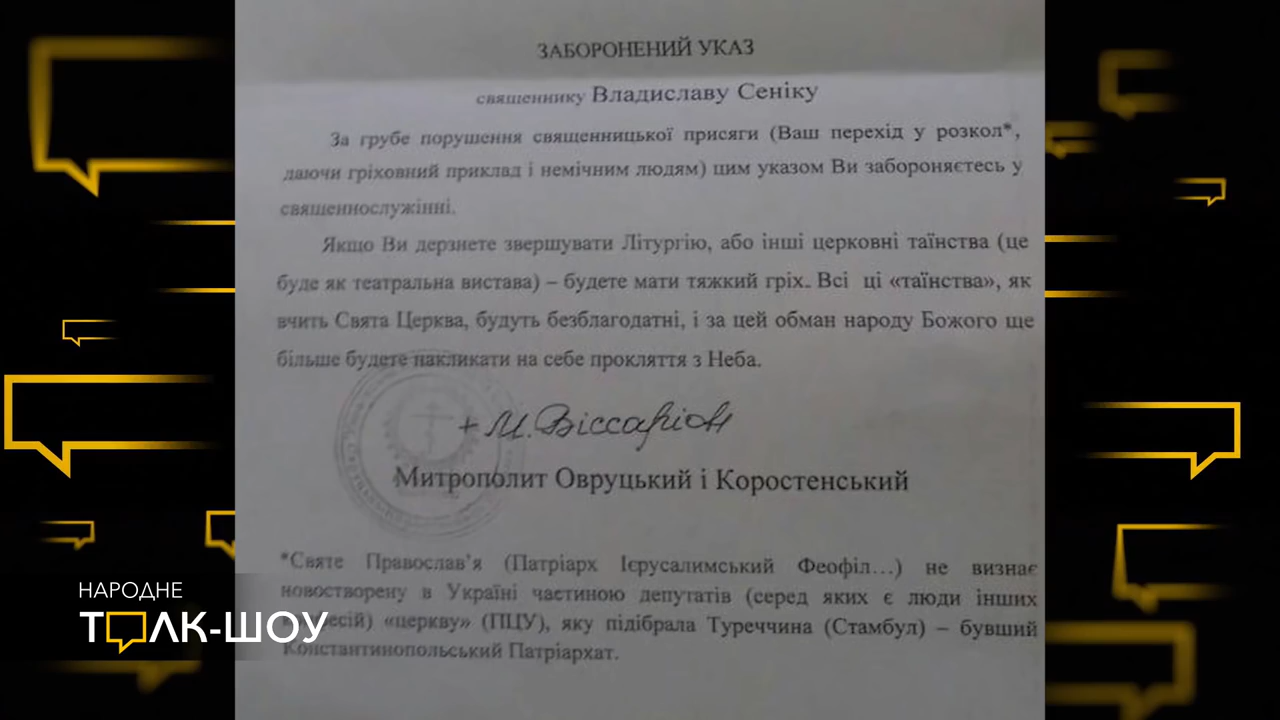 ЗАБОРОНЕНИЙ УКАЗ
священнику Владиславу Сеніку
За грубе порушення священницької присяги (Ваш перехід у розкол*,
даючи гріховний приклад і немічним людям) цим указом Ви забороняєтесь у
священнослужінні.
Якщо Ви дерзнете звершувати Літургію, або інші церковні таїнства (це
буде як театральна вистава) – будете мати тяжкий гріх. Всі ці «таїнства», як
вчить Свята Церква, будуть безблагодатні, і за цей обман народу Божого ще
більше будете накликати на себе прокляття з Неба.
+ М. Віссаріон
Митрополит Овруцький і Коростенський
*Святе Православ’я (Патріарх Ієрусалимський Феофіл…) не визнає
новостворену в Україні частиною депутатів (серед яких є люди інших
«церкву» (ПЦУ), яку підібрала Туреччина (Стамбул) – бувший
Константинопольський Патріархат.
НАРОДНЕ
ТОЛК-ШОУ